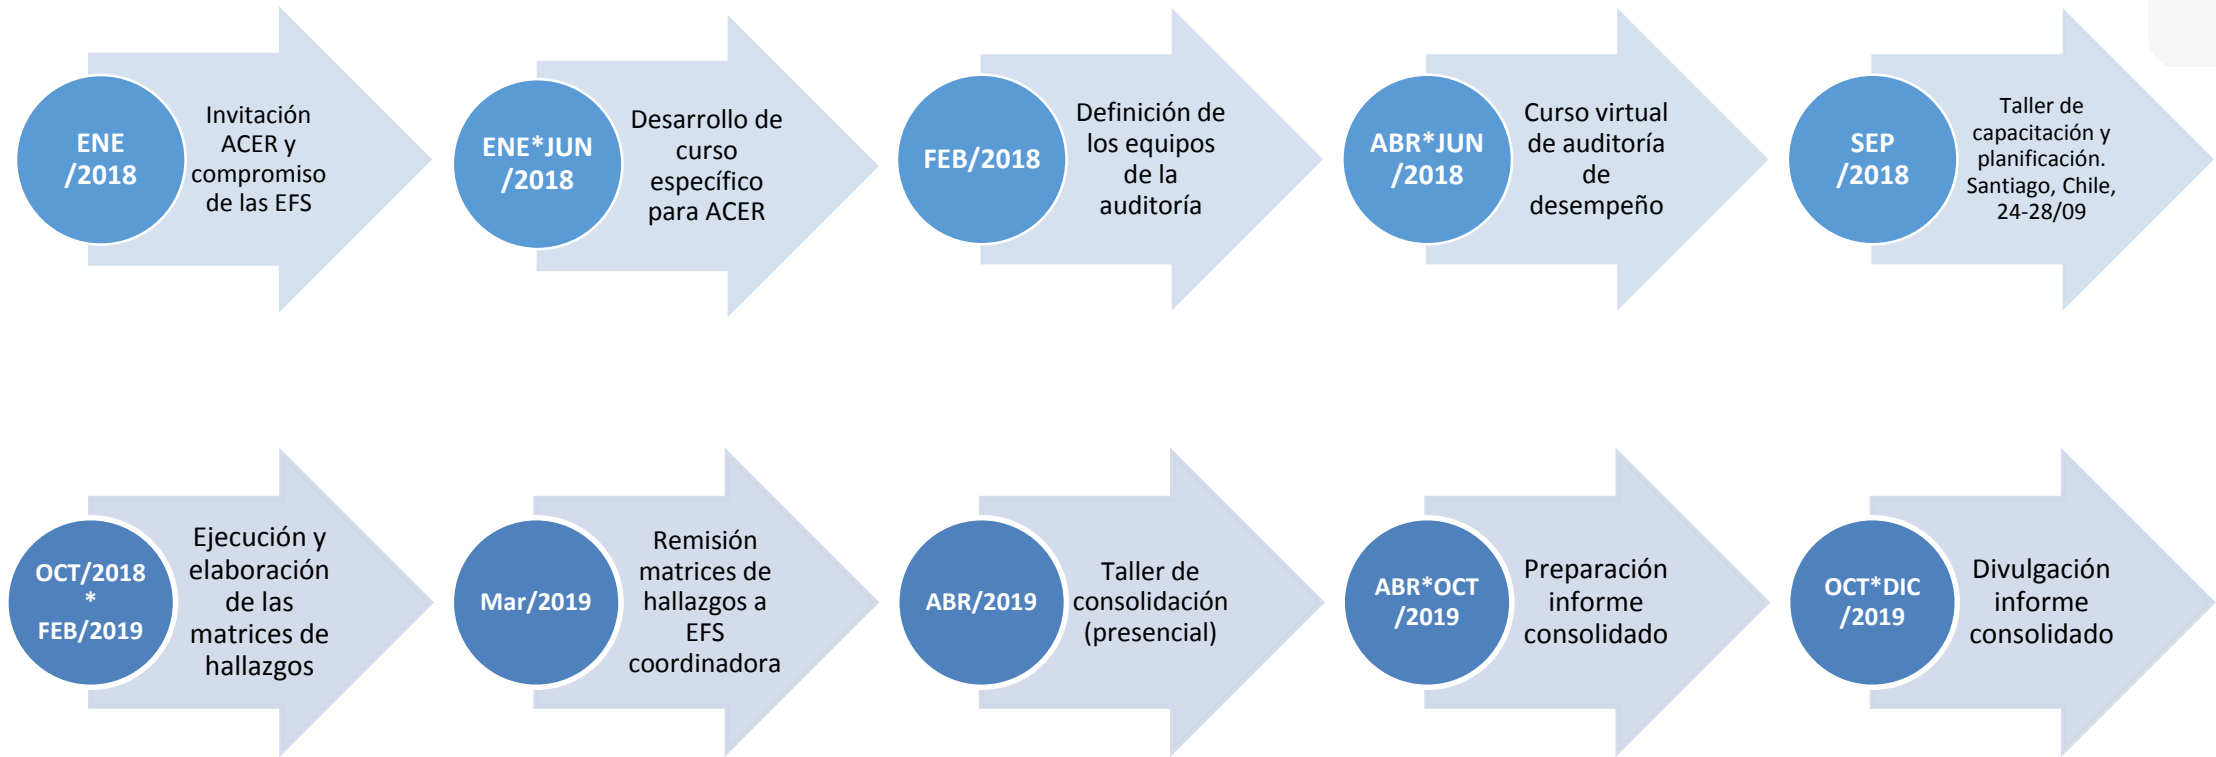 ENE
/2018
Invitación
ACER y
compromiso
de las EFS
ENE*JUN
/2018
Desarrollo de
curso
específico
para ACER
FEB/2018
Definición de
los equipos
de la
auditoría
ABR*JUN
/2018
Curso virtual
de auditoría
de
desempeño
SEP
/2018
Taller de
capacitación y
planificación.
Santiago, Chile,
24-28/09
OCT/2018
*
FEB/2019
Ejecución y
elaboración
de las
matrices de
hallazgos
Mar/2019
Remisión
matrices de
hallazgos a
EFS
coordinadora
ABR/2019
Taller de
consolidación
(presencial)
ABR*OCT
/2019
Preparación
informe
consolidado
OCT*DIC
/2019
Divulgación
informe
consolidado